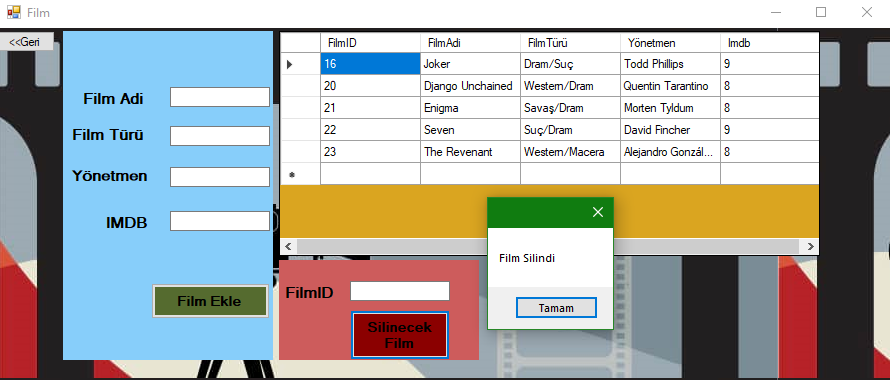 Film
<<Geri
Film Adi
Film Türü
Yönetmen
IMDB
Film Ekle
FilmID FilmAdi FilmTürü Yönetmen Imdb
16 Joker Dram/Suç Todd Phillips 9
20 Django Unchained Western/Dram Quentin Tarantino 8
21 Enigma Savaş/Dram Morten Tyldum 8
22 Seven Suç/Dram David Fincher 9
23 The Revenant Western/Macera Alejandro Gonzál... 8
FilmID
Silinecek
Film
Film Silindi
Tamam